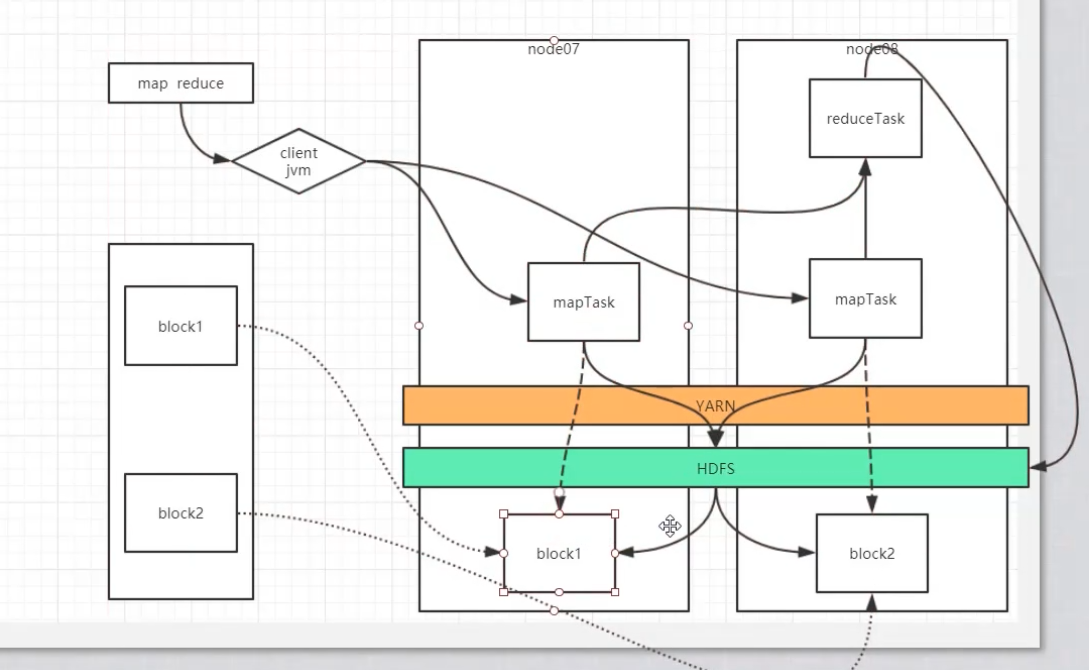 node07
node08
map reduce
reduceTask
client
jvm
mapTask
mapTask
block1
YARN
HDFS
block2
block1
block2